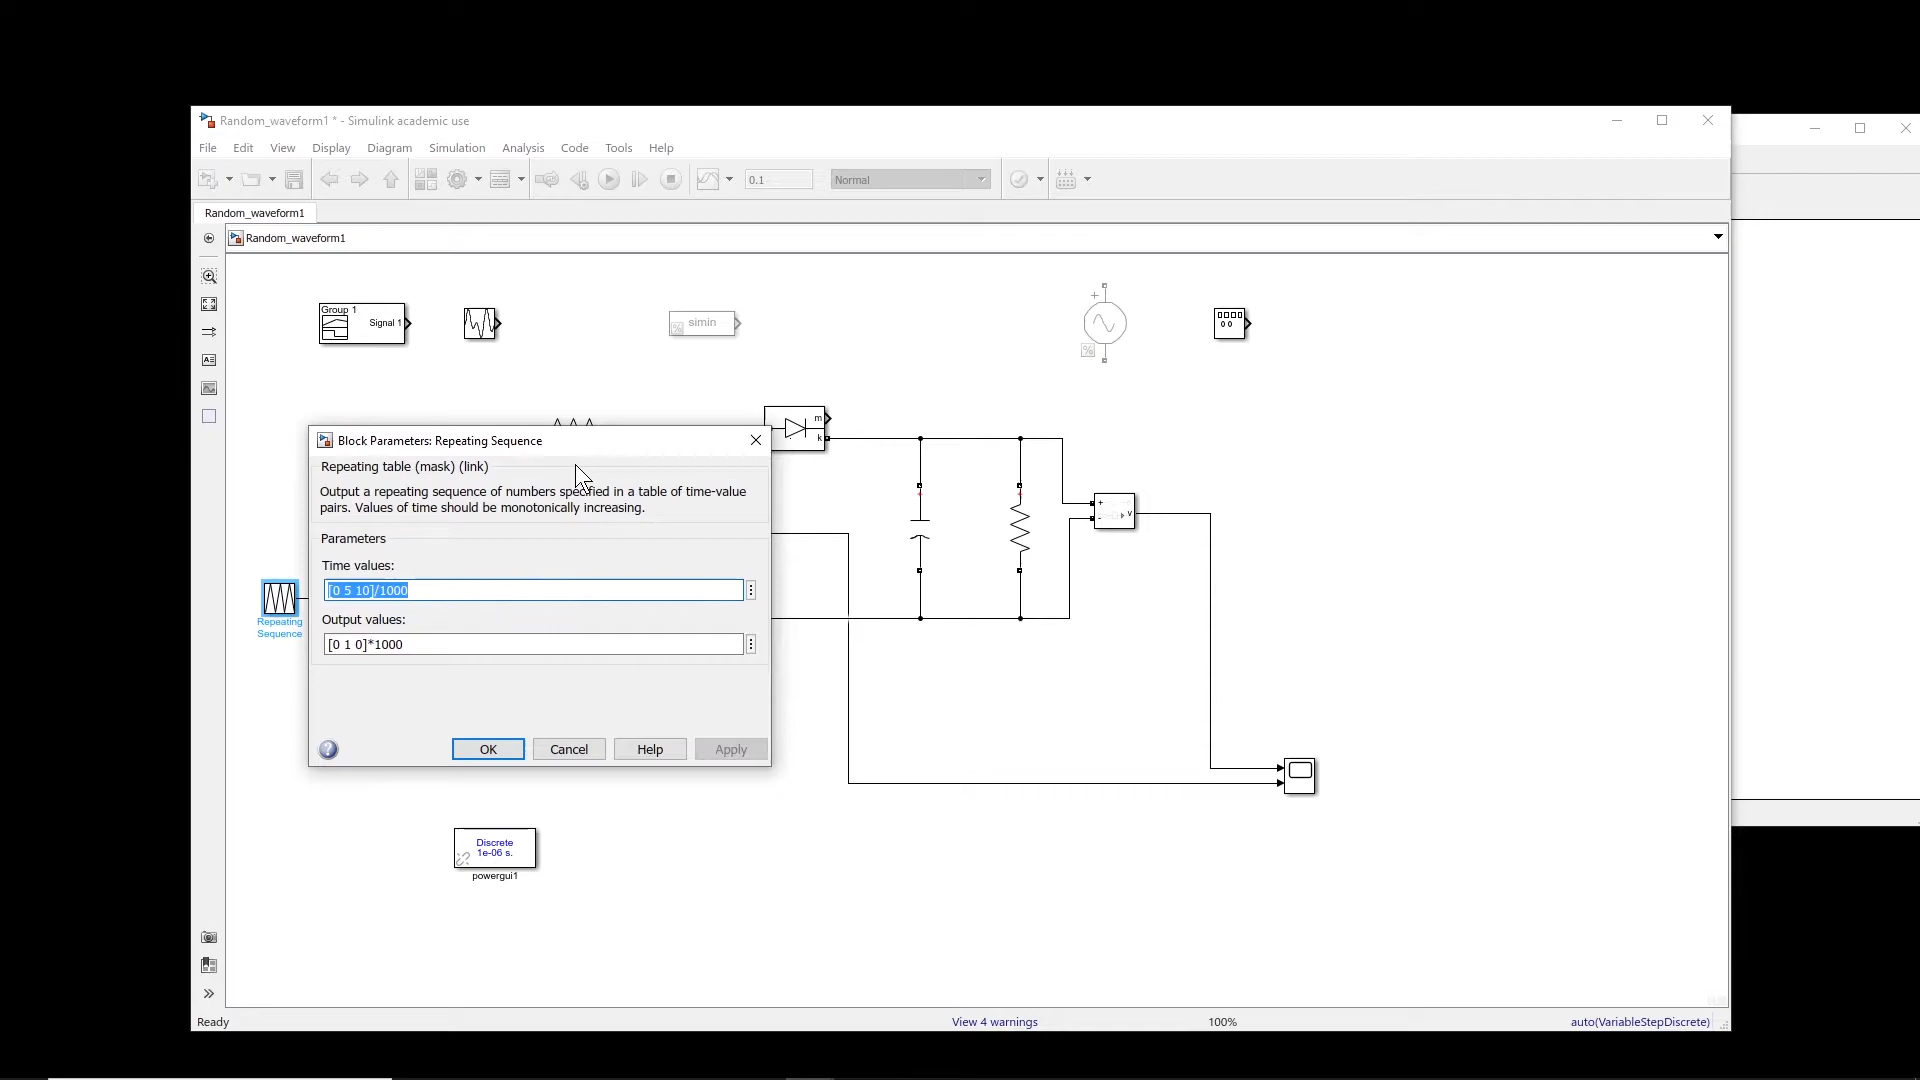 Random_waveform1 * - Simulink academic use
File Edit View Display Diagram Simulation Analysis Code Tools Help
0.1 Normal
Random_waveform1
Random_waveform1
Group 1
Signal 1
simin
m
k
Block Parameters: Repeating Sequence
Repeating table (mask) (link)
Output a repeating sequence of numbers specified in a table of time-value
pairs. Values of time should be monotonically increasing.
Parameters
Time values:
[0 5 10]/1000
Output values:
[0 1 0]*1000
OK Cancel Help Apply
Repeating
Sequence
+
-
v
Discrete
1e-06 s.
powergui1
Ready View 4 warnings 100% auto(VariableStepDiscrete)